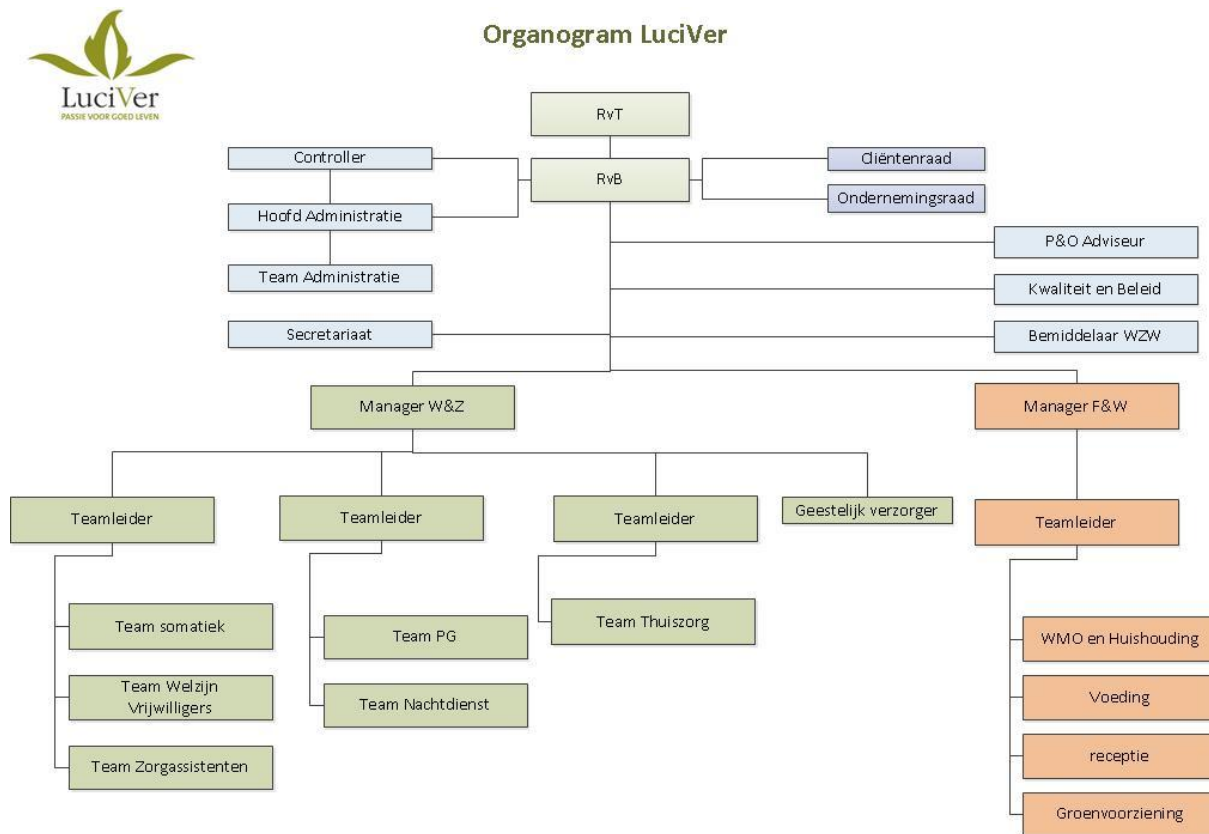 Organogram LuciVer
LuciVer
PASSIE VOOR GOED LEVEN
RvT
Controller
RvB
Cliëntenraad
Hoofd Administratie
Ondernemingsraad
Team Administratie
P&O Adviseur
Kwaliteit en Beleid
Secretariaat
Bemiddelaar WZW
Manager W&Z
Manager F&W
Teamleider
Teamleider
Teamleider
Geestelijk verzorger
Teamleider
Team somatiek
Team Welzijn
Vrijwilligers
Team Zorgassistenten
Team PG
Team Nachtdienst
Team Thuiszorg
WMO en Huishouding
Voeding
receptie
Groenvoorziening